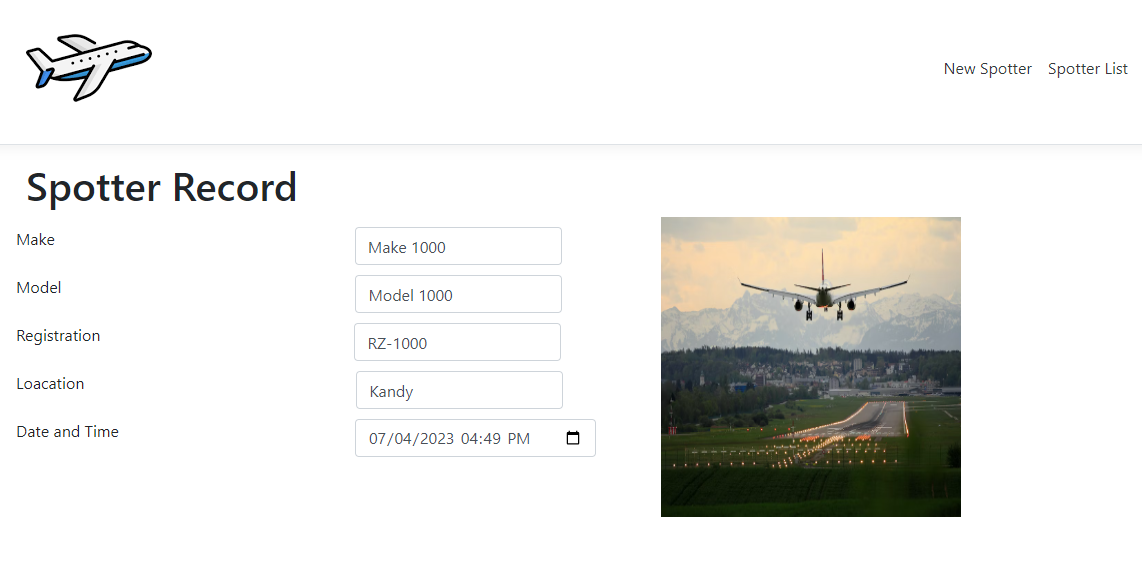 New Spotter Spotter List
Spotter Record
Make Make 1000
Model Model 1000
Registration RZ-1000
Loacation Kandy
Date and Time 07/04/2023 04:49 PM